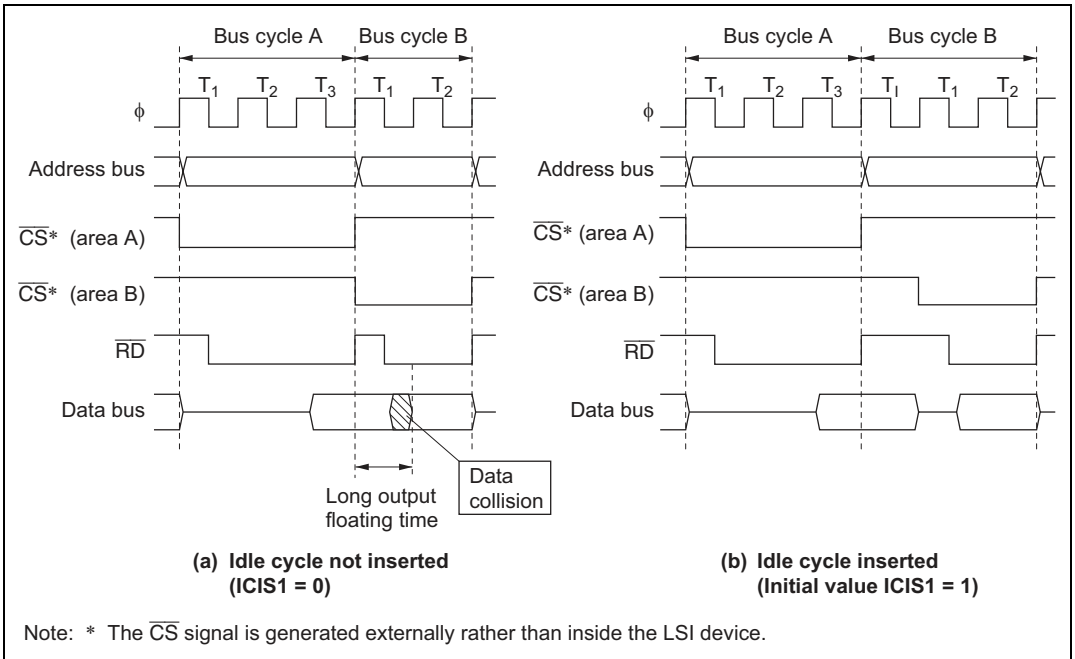 Bus cycle A Bus cycle B
T1 T2 T3 T1 T2
ϕ
Address bus
CS* (area A)
CS* (area B)
RD
Data bus
Long output
floating time
Data
collision
(a) Idle cycle not inserted
(ICIS1 = 0)
Bus cycle A Bus cycle B
T1 T2 T3 TI T1 T2
ϕ
Address bus
CS* (area A)
CS* (area B)
RD
Data bus
(b) Idle cycle inserted
(Initial value ICIS1 = 1)
Note: * The CS signal is generated externally rather than inside the LSI device.